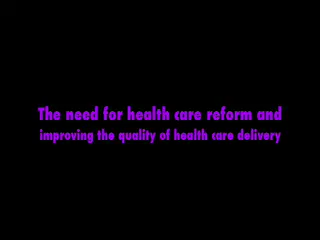 The need for health care reform and
improving the quality of health care delivery